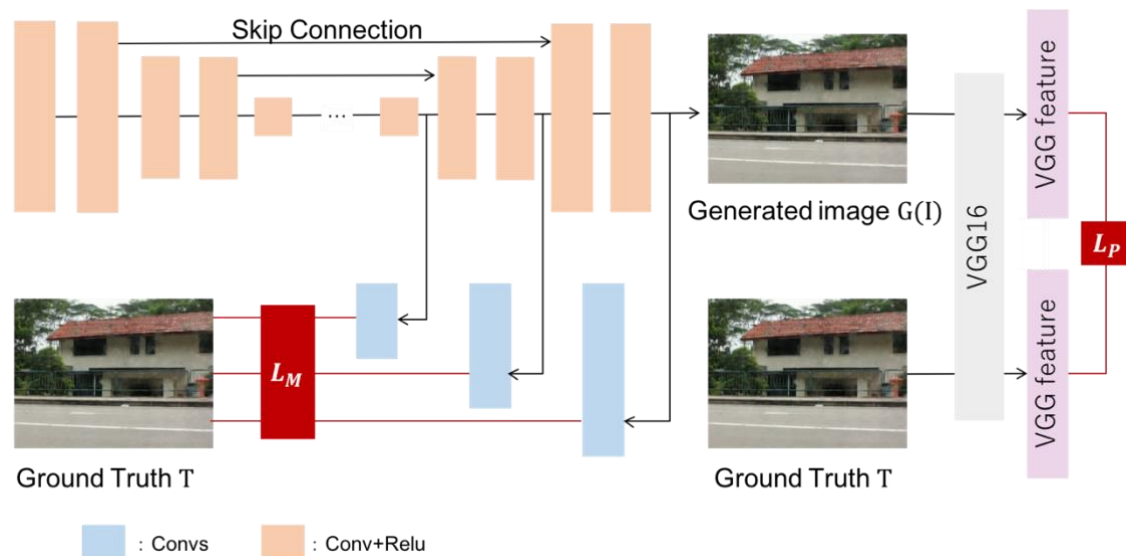 Skip Connection
...
Generated image G(I)
VGG16
VGG feature
L_P
VGG feature
L_M
Ground Truth T
Ground Truth T
: Convs
: Conv+Relu